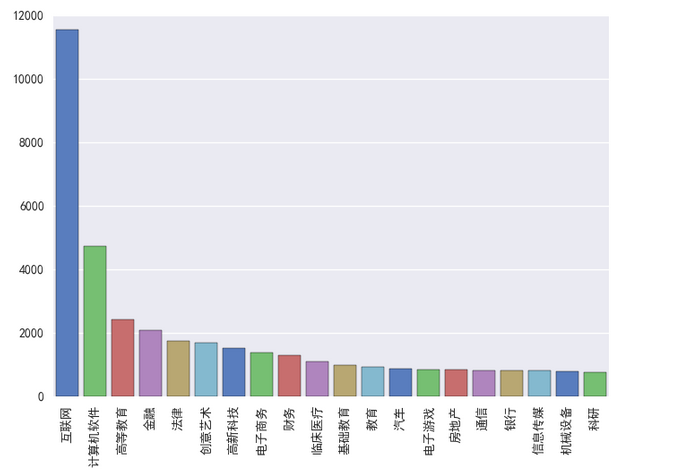 12000
10000
8000
6000
4000
2000
0
互联网
计算机软件
高等教育
金融
法律
创意艺术
高新科技
电子商务
财务
临床医疗
基础教育
教育
汽车
电子游戏
房地产
通信
银行
信息传媒
机械设备
科研